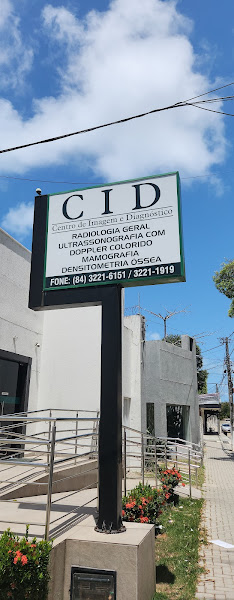 CID
Centro de Imagem e Diagnostico
RADIOLOGIA GERAL
ULTRASSONOGRAFIA COM
DOPPLER COLORIDO
MAMOGRAFIA
DENSITOMETRIA ÓSSEA
FONE: (84) 3221-6151 / 3221-1919